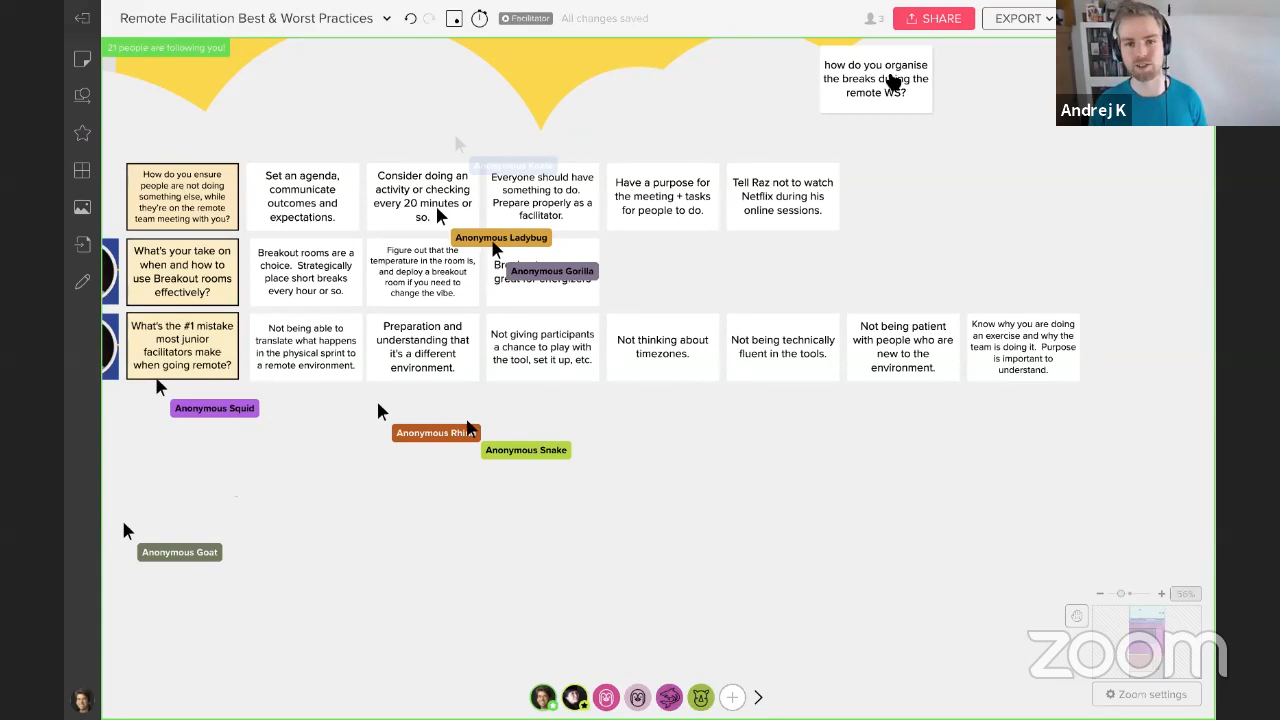 Remote Facilitation Best & Worst Practices
Facilitator
All changes saved
3
SHARE
EXPORT
21 people are following you!
how do you organise
the breaks during the
remote WS?
Andrej K
How do you ensure
people are not doing
something else, while
they're on the remote
team meeting with you?
Set an agenda,
communicate
outcomes and
expectations.
Consider doing an
activity or checking
every 20 minutes or
so.
Anonymous Koala
Everyone should have
something to do.
Prepare properly as a
facilitator.
Have a purpose for
the meeting + tasks
for people to do.
Tell Raz not to watch
Netflix during his
online sessions.
Anonymous Ladybug
What's your take on
when and how to
use Breakout rooms
effectively?
Breakout rooms are a
choice. Strategically
place short breaks
every hour or so.
Figure out that the
temperature in the room is,
and deploy a breakout
room if you need to
change the vibe.
great for energizers
Anonymous Gorilla
What's the #1 mistake
most junior
facilitators make
when going remote?
Not being able to
translate what happens
in the physical sprint to
a remote environment.
Preparation and
understanding that
it's a different
environment.
Not giving participants
a chance to play with
the tool, set it up, etc.
Not thinking about
timezones.
Not being technically
fluent in the tools.
Not being patient
with people who are
new to the
environment.
Know why you are doing
an exercise and why the
team is doing it. Purpose
is important to
understand.
Anonymous Squid
Anonymous Rhino
Anonymous Snake
Anonymous Goat
56%
zoom
Zoom settings